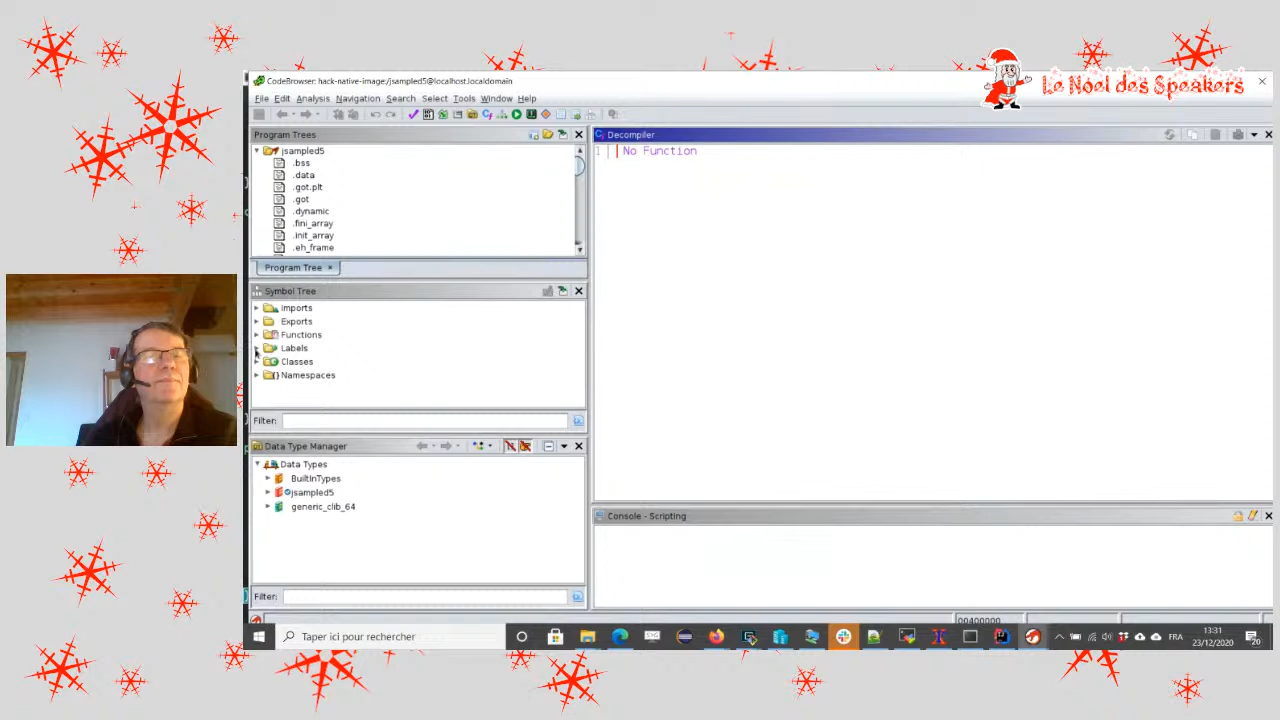 Le Noel des Speakers
CodeBrowser: hack-native-image:/jsampled5@localhost.localdomain
File Edit Analysis Navigation Search Select Tools Window Help
Program Trees
jsampled5
.bss
.data
.got.plt
.got
.dynamic
.fini_array
.init_array
.eh_frame
Program Tree ×
Symbol Tree
Imports
Exports
Functions
Labels
Classes
Namespaces
Filter:
Data Type Manager
Data Types
BuiltInTypes
jsampled5
generic_clib_64
Filter:
Decompiler
1 No Function
Console - Scripting
00400000
Taper ici pour rechercher
FRA
13:31
23/12/2020
20